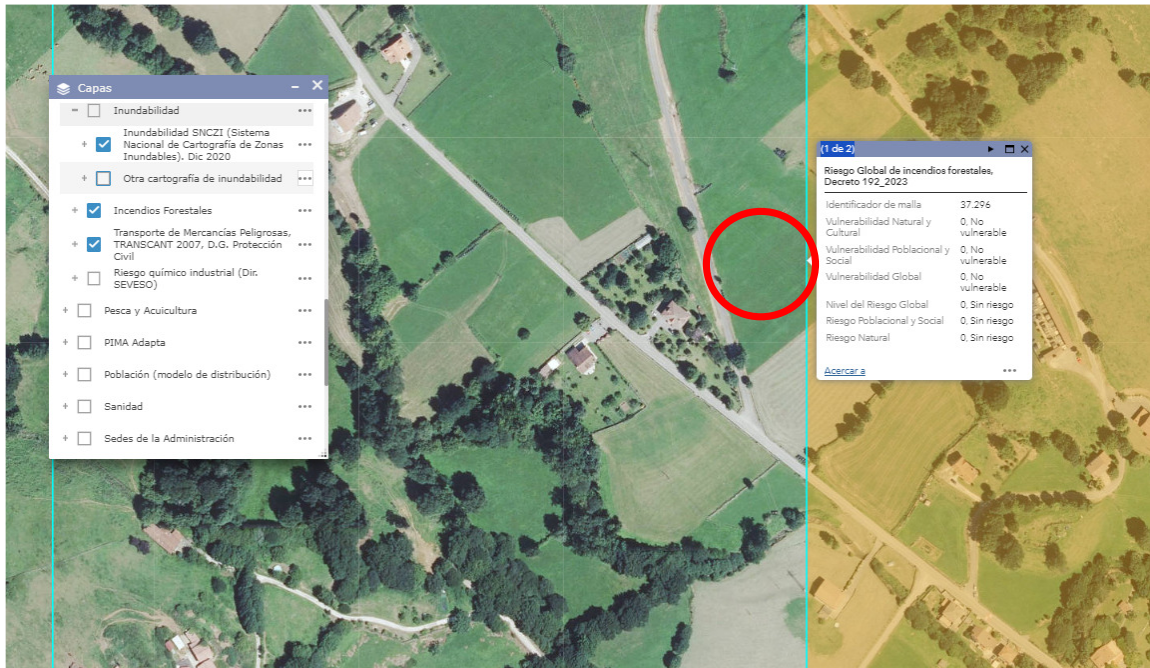 Capas
Inundabilidad
Inundabilidad SNCZI (Sistema
Nacional de Cartografía de Zonas
Inundables). Dic 2020
Otra cartografía de inundabilidad
Incendios Forestales
Transporte de Mercancías Peligrosas,
TRANSCANT 2007, D.G. Protección
Civil
Riesgo químico industrial (Dir.
SEVESO)
Pesca y Acuicultura
PIMA Adapta
Población (modelo de distribución)
Sanidad
Sedes de la Administración
(1 de 2)
Riesgo Global de incendios forestales,
Decreto 192_2023
Identificador de malla 37.296
Vulnerabilidad Natural y 0, No
Cultural vulnerable
Vulnerabilidad Poblacional y 0, No
Social vulnerable
Vulnerabilidad Global 0, No
vulnerable
Nivel del Riesgo Global 0, Sin riesgo
Riesgo Poblacional y Social 0, Sin riesgo
Riesgo Natural 0, Sin riesgo
Acercar a